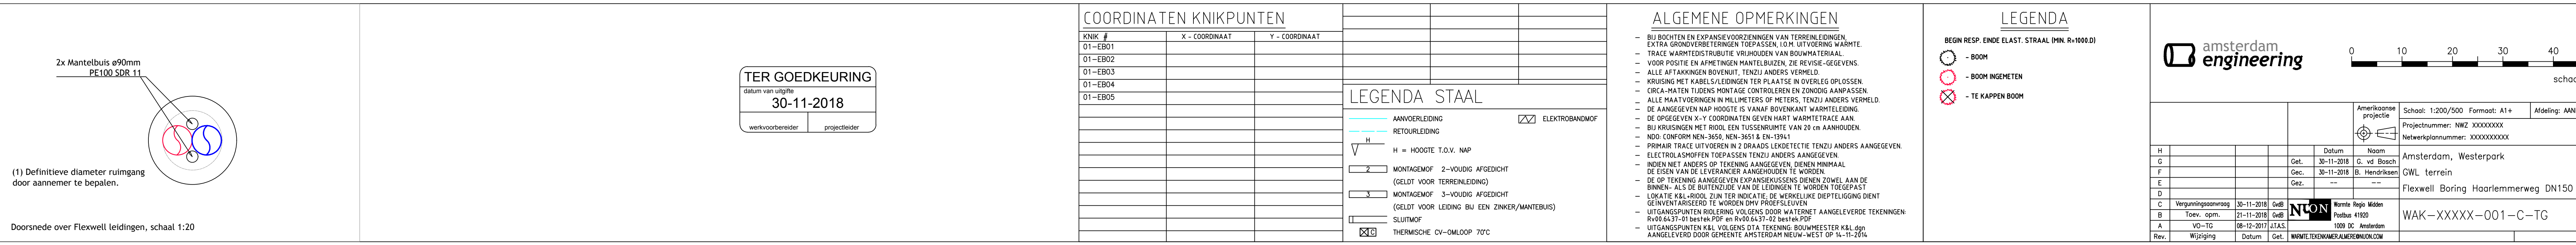 2x Mantelbuis ø90mm
PE100 SDR 11
(1) Definitieve diameter ruimgang
door aannemer te bepalen.
Doorsnede over Flexwell leidingen, schaal 1:20
TER GOEDKEURING
datum van uitgifte
30-11-2018
werkvoorbereider projectleider
COORDINATEN KNIKPUNTEN
KNIK # X - COORDINAAT Y - COORDINAAT
01-EB01
01-EB02
01-EB03
01-EB04
01-EB05
LEGENDA STAAL
AANVOERLEIDING
ELEKTROBANDMOF
RETOURLEIDING
H
H = HOOGTE T.O.V. NAP
2 MONTAGEMOF 2-VOUDIG AFGEDICHT
(GELDT VOOR TERREINLEIDING)
3 MONTAGEMOF 3-VOUDIG AFGEDICHT
(GELDT VOOR LEIDING BIJ EEN ZINKER/MANTEBUIS)
SLUITMOF
C THERMISCHE CV-OMLOOP 70°C
ALGEMENE OPMERKINGEN
- BIJ BOCHTEN EN EXPANSIEVOORZIENINGEN VAN TERREINLEIDINGEN,
EXTRA GRONDVERBETERINGEN TOEPASSEN, I.O.M. UITVOERING WARMTE.
- TRACE WARMTEDISTRUBUTIE VRIJHOUDEN VAN BOUWMATERIAAL.
- VOOR POSITIE EN AFMETINGEN MANTELBUIZEN, ZIE REVISIE-GEGEVENS.
- ALLE AFTAKKINGEN BOVENUIT, TENZIJ ANDERS VERMELD.
- KRUISING MET KABELS/LEIDINGEN TER PLAATSE IN OVERLEG OPLOSSEN.
- CIRCA-MATEN TIJDENS MONTAGE CONTROLEREN EN ZONODIG AANPASSEN.
- ALLE MAATVOERINGEN IN MILLIMETERS OF METERS, TENZIJ ANDERS VERMELD.
- DE AANGEGEVEN NAP HOOGTE IS VANAF BOVENKANT WARMTELEIDING.
- DE OPGEGEVEN X-Y COORDINATEN GEVEN HART WARMTETRACE AAN.
- BIJ KRUISINGEN MET RIOOL EEN TUSSENRUIMTE VAN 20 cm AANHOUDEN.
- NDO: CONFORM NEN-3650, NEN-3651 & EN-13941
- PRIMAIR TRACE UITVOEREN IN 2 DRAADS LEKDETECTIE TENZIJ ANDERS AANGEGEVEN.
- ELECTROLASMOFFEN TOEPASSEN TENZIJ ANDERS AANGEGEVEN.
- INDIEN NIET ANDERS OP TEKENING AANGEGEVEN, DIENEN MINIMAAL
DE EISEN VAN DE LEVERANCIER AANGEHOUDEN TE WORDEN.
- DE OP TEKENING AANGEGEVEN EXPANSIEKUSSENS DIENEN ZOWEL AAN DE
BINNEN- ALS DE BUITENZIJDE VAN DE LEIDINGEN TE WORDEN TOEGEPAST
- LOKATIE K&L+RIOOL ZIJN TER INDICATIE, DE WERKELIJKE DIEPTELIGGING DIENT
GEINVENTARISEERD TE WORDEN DMV PROEFSLEUVEN
- UITGANGSPUNTEN RIOLERING VOLGENS DOOR WATERNET AANGELEVERDE TEKENINGEN:
Rv00.6437-01 bestek.PDF en Rv00.6437-02 bestek.PDF
- UITGANGSPUNTEN K&L VOLGENS DTA TEKENING: BOUWMEESTER K&L.dgn
AANGELEVERD DOOR GEMEENTE AMSTERDAM NIEUW-WEST OP 14-11-2014
LEGENDA
BEGIN RESP. EINDE ELAST. STRAAL (MIN. R=1000.D)
- BOOM
- BOOM INGEMETEN
- TE KAPPEN BOOM
amsterdam
engineering
0 10 20 30 40
schaal
Amerikaanse
projectie
Schaal: 1:200/500 Formaat: A1+ Afdeling: AAN
Projectnummer: NWZ XXXXXXXX
Netwerkplannummer: XXXXXXXXXX
H Datum Naam
G Get. 30-11-2018 G. vd Bosch
F Gec. 30-11-2018 B. Hendriksen
E Gez. -- --
D
Amsterdam, Westerpark
GWL terrein
Flexwell Boring Haarlemmerweg DN150
C Vergunningsaanvraag 30-11-2018 GvdB
B Toev. opm. 21-11-2018 GvdB
A VO-TG 08-12-2017 J.T.A.S.
Rev. Wijziging Datum Get.
NUON
Warmte Regio Midden
Postbus 41920
1009 DC Amsterdam
WARMTE.TEKENKAMER.ALMERE@NUON.COM
WAK-XXXXX-001-C-TG